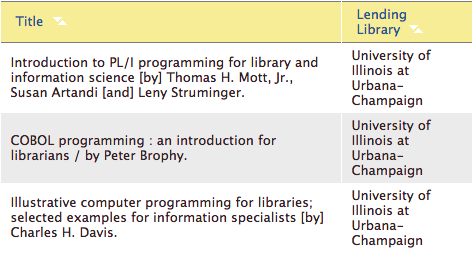 Title
Lending
Library
Introduction to PL/I programming for library and
information science [by] Thomas H. Mott, Jr.,
Susan Artandi [and] Leny Struminger.
University of
Illinois at
Urbana-
Champaign
COBOL programming : an introduction for
librarians / by Peter Brophy.
University of
Illinois at
Urbana-
Champaign
Illustrative computer programming for libraries;
selected examples for information specialists [by]
Charles H. Davis.
University of
Illinois at
Urbana-
Champaign